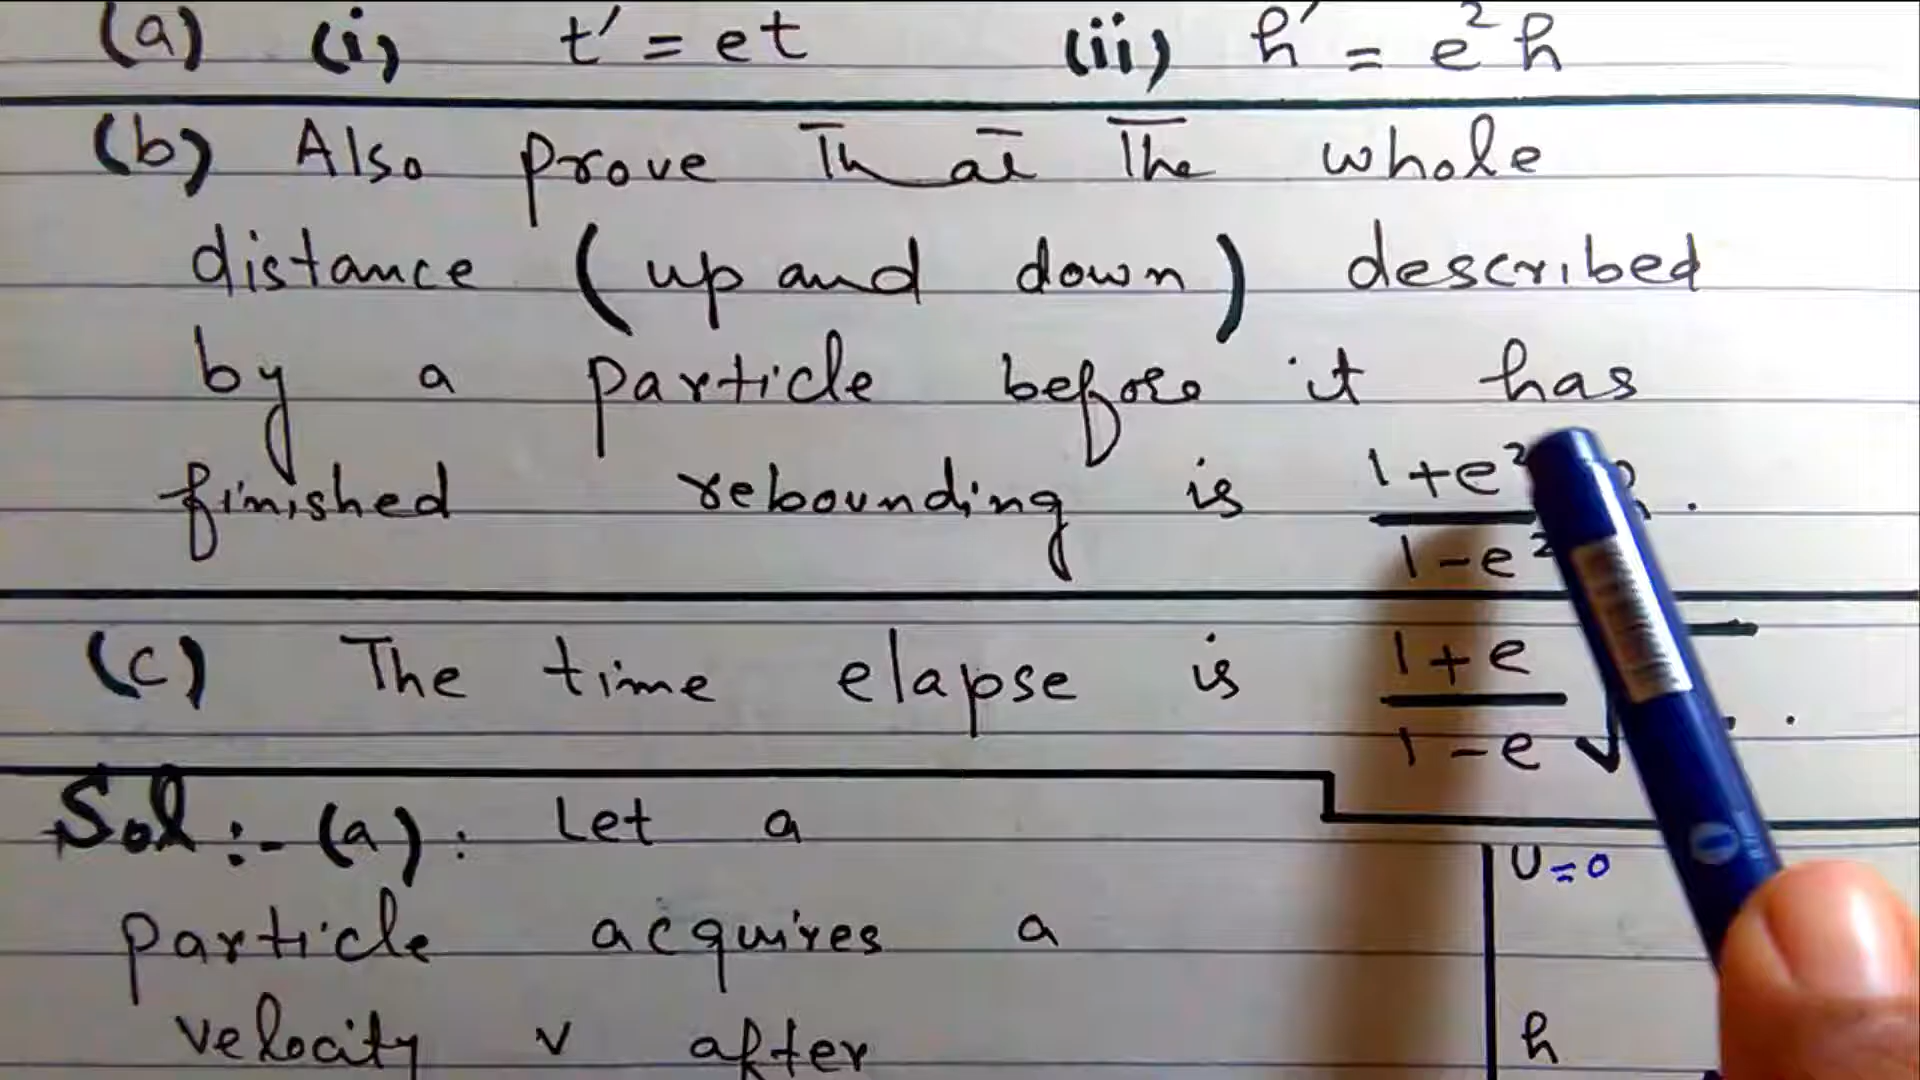 (a) (i) t' = et (ii) h' = e²h
(b) Also prove That The whole
distance (up and down) described
by a particle before it has
finished rebounding is 1+e² / 1-e² .
(c) The time elapse is 1+e / 1-e √ .
Sol:- (a): Let a
U=0
particle acquires a
velocity v after
h